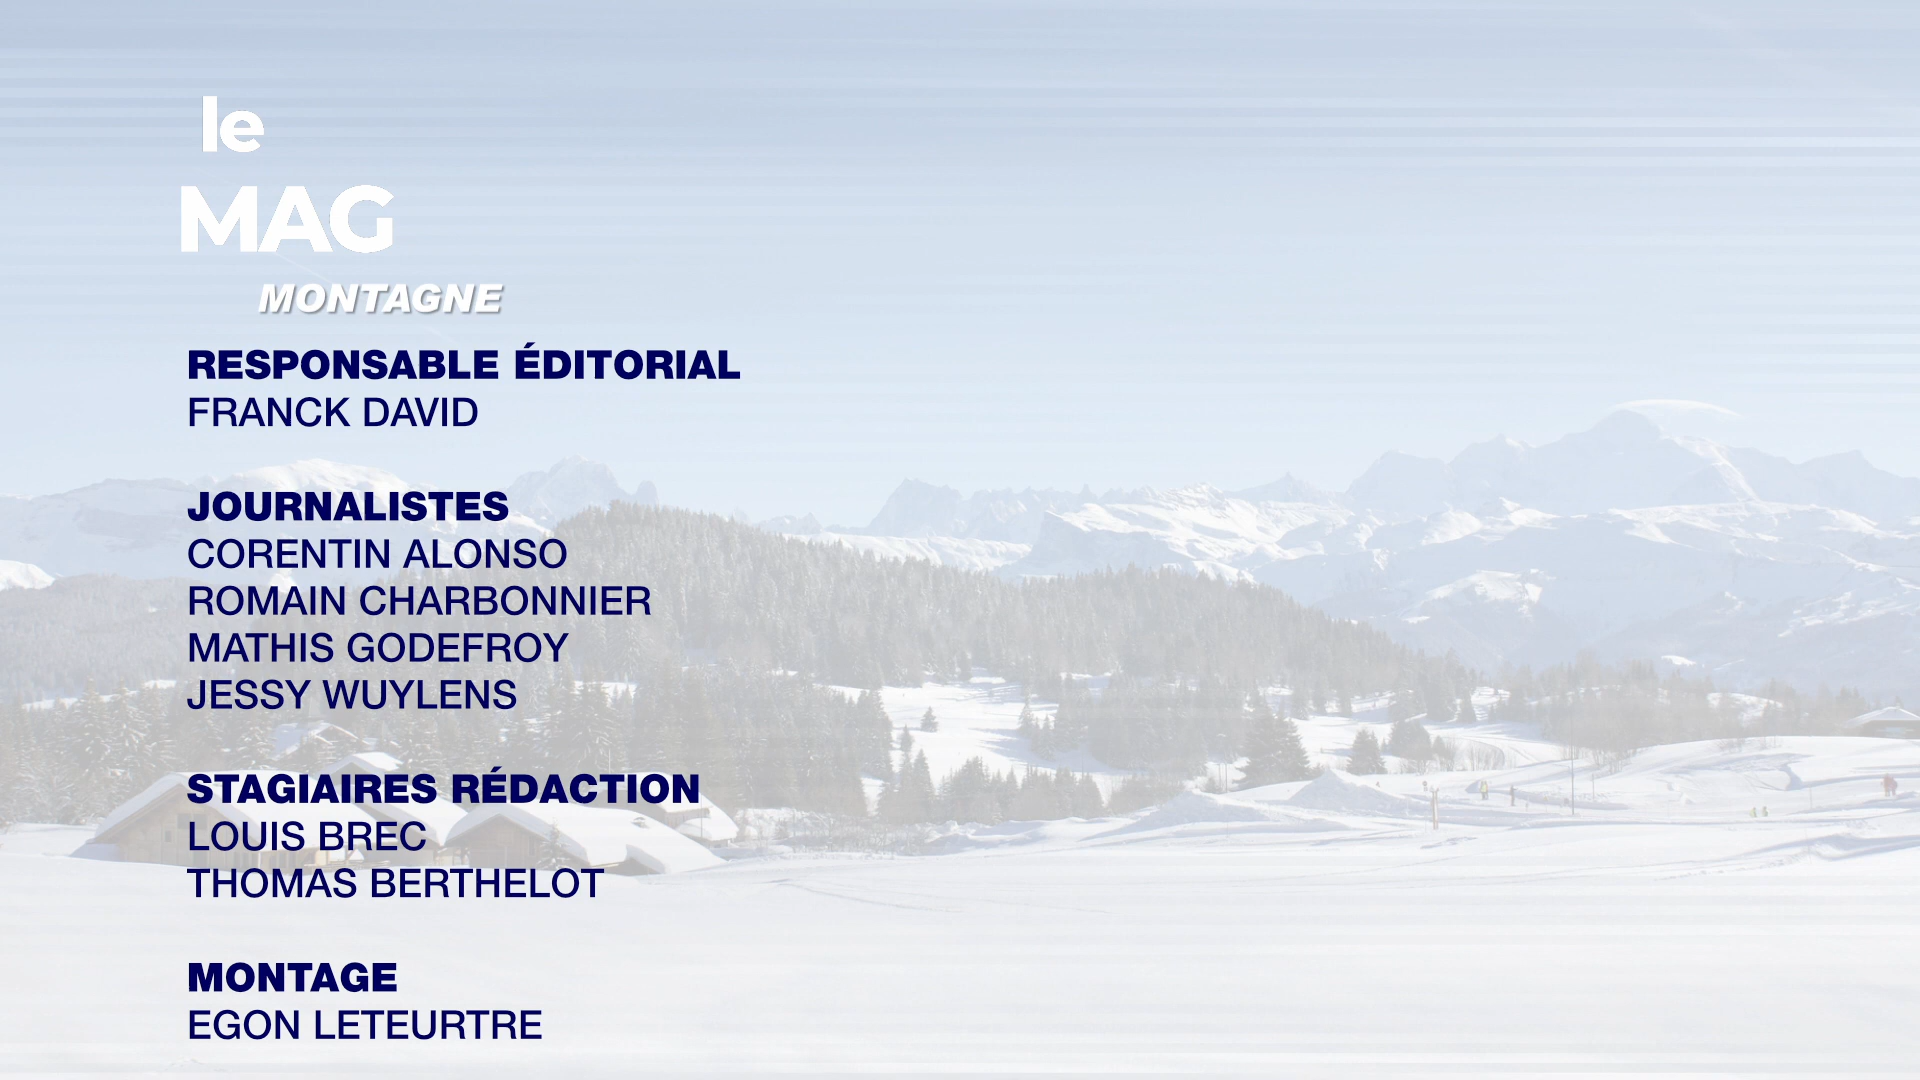 le
MAG
MONTAGNE
RESPONSABLE ÉDITORIAL
FRANCK DAVID
JOURNALISTES
CORENTIN ALONSO
ROMAIN CHARBONNIER
MATHIS GODEFROY
JESSY WUYLENS
STAGIAIRES RÉDACTION
LOUIS BREC
THOMAS BERTHELOT
MONTAGE
EGON LETEURTRE